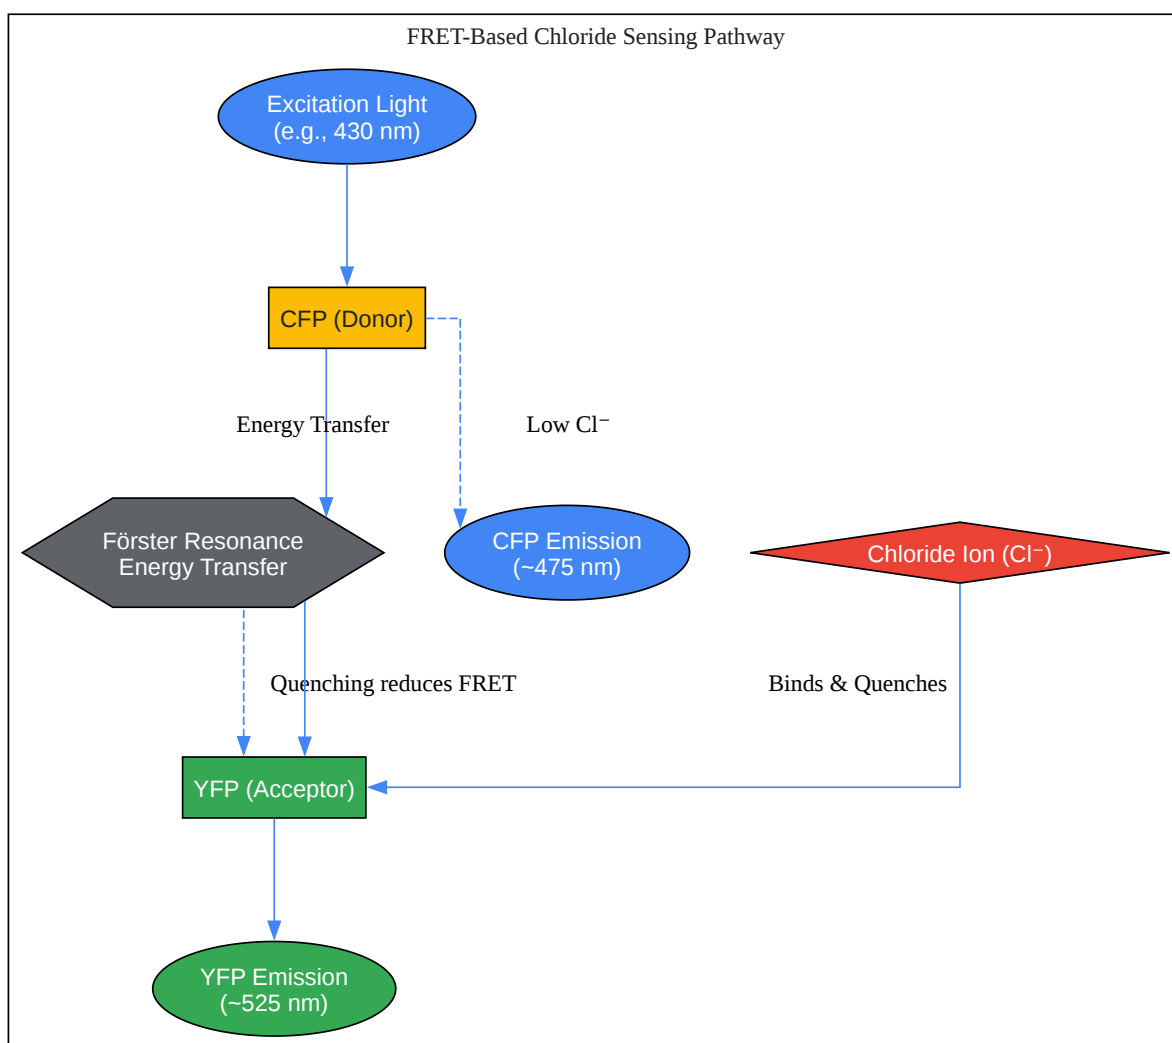 FRET-Based Chloride Sensing Pathway
Excitation Light
(e.g., 430 nm)
CFP (Donor)
Energy Transfer
Low Cl⁻
Förster Resonance
Energy Transfer
CFP Emission
(~475 nm)
Chloride Ion (Cl⁻)
Quenching reduces FRET
Binds & Quenches
YFP (Acceptor)
YFP Emission
(~525 nm)